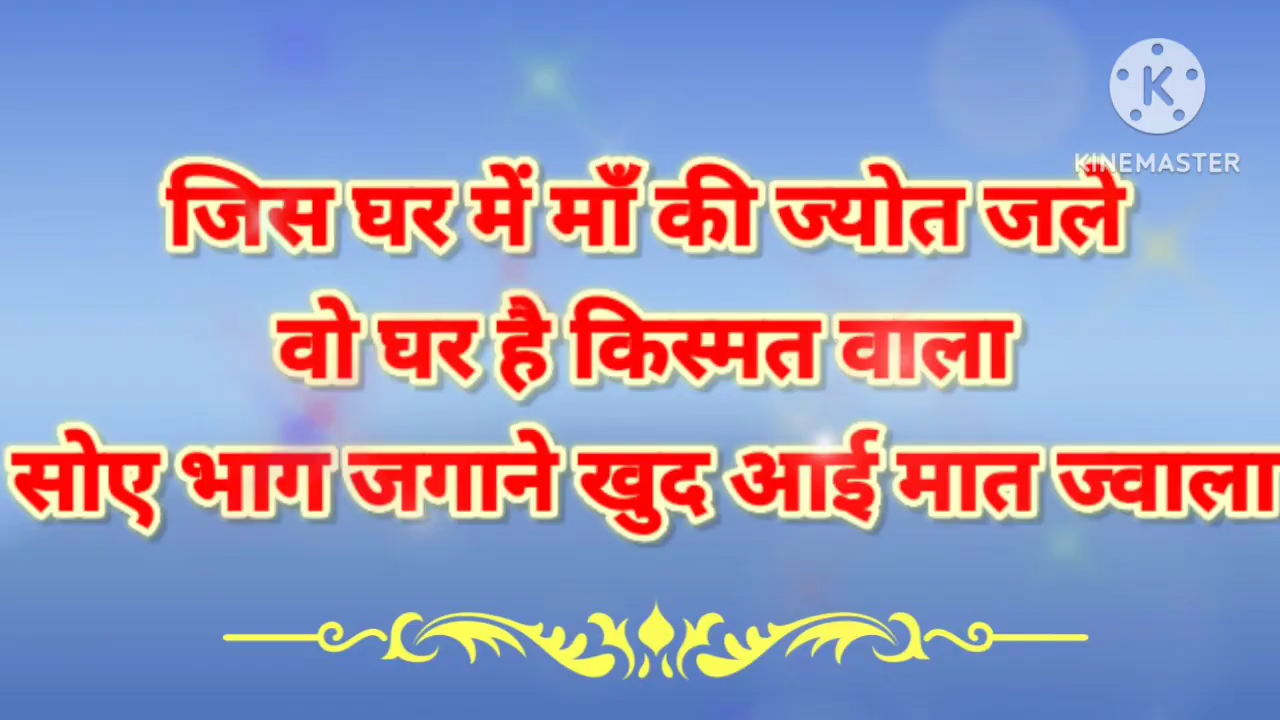 KINEMASTER
जिस घर में माँ की ज्योत जले
वो घर है किस्मत वाला
सोए भाग जगाने खुद आई मात ज्वाला